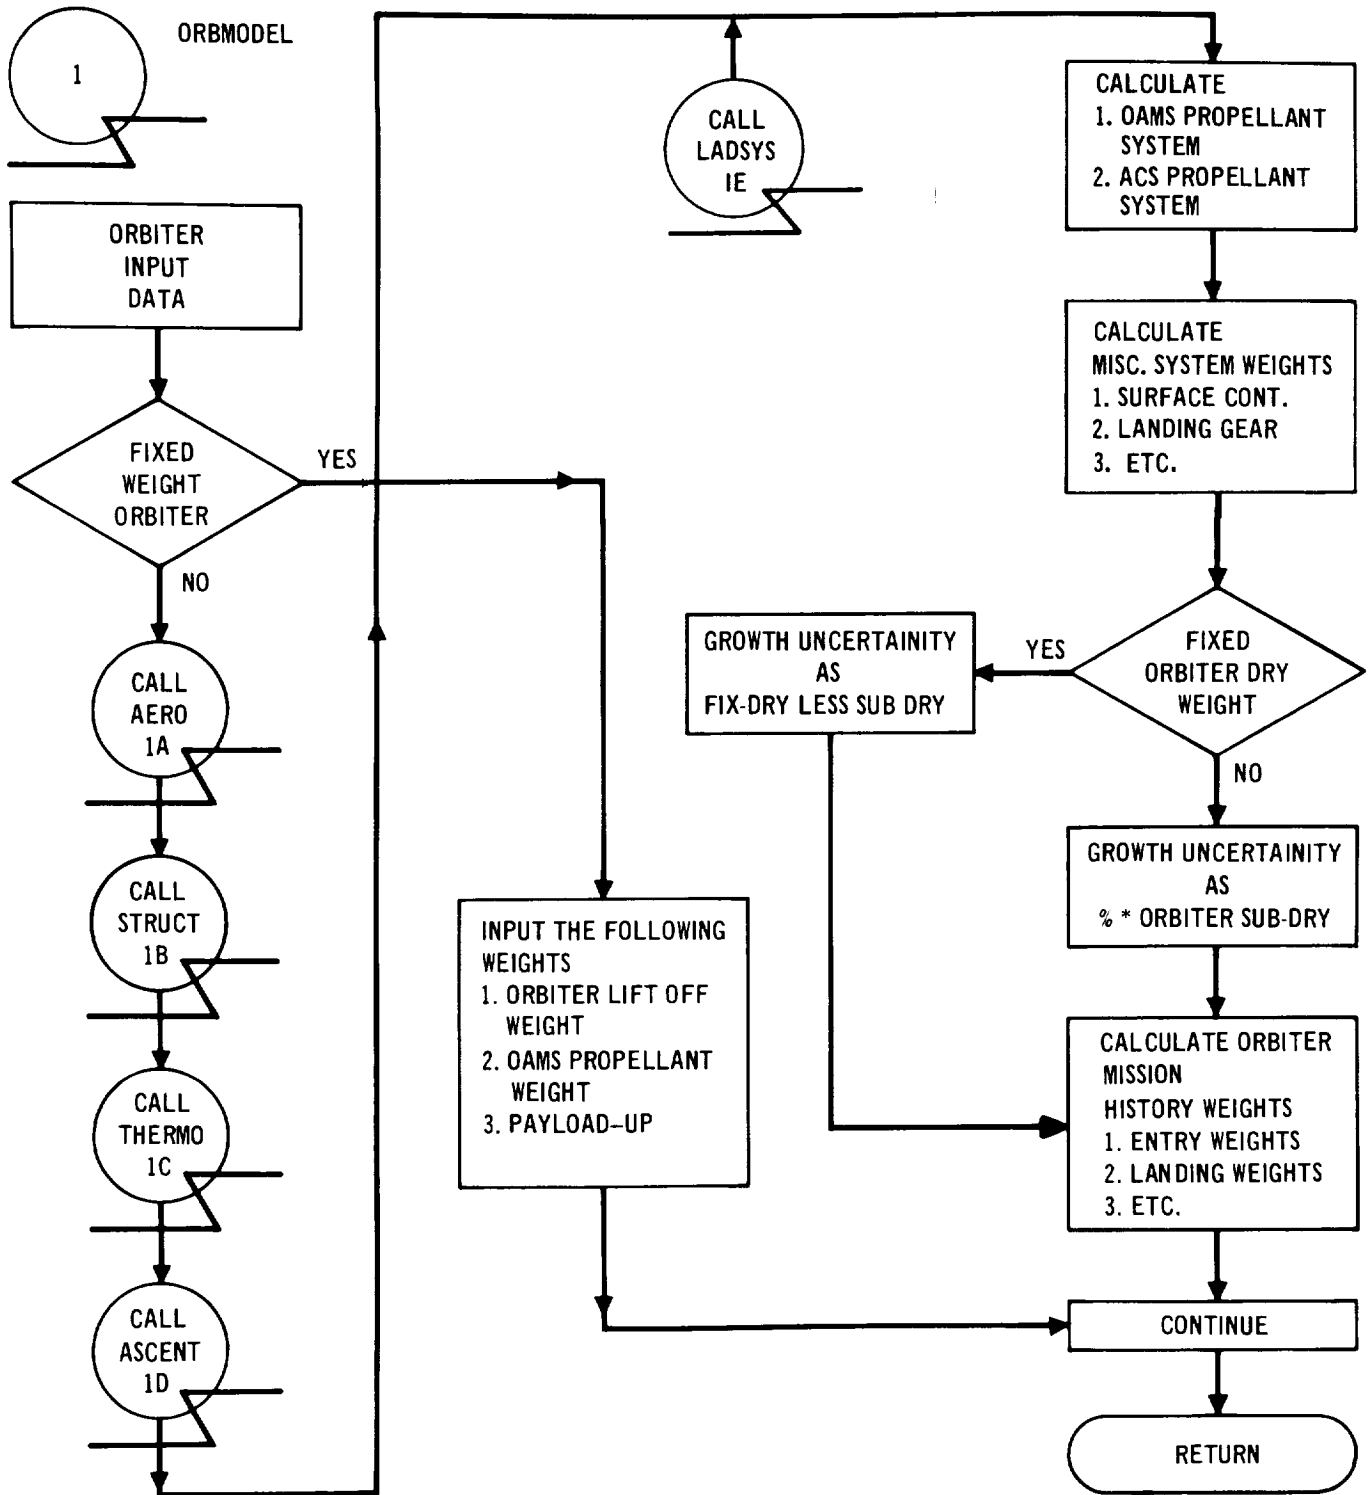 1
ORBMODEL
ORBITER
INPUT
DATA
FIXED
WEIGHT
ORBITER
YES
NO
CALL
AERO
1A
CALL
STRUCT
1B
CALL
THERMO
1C
CALL
ASCENT
1D
CALL
LADSYS
IE
INPUT THE FOLLOWING
WEIGHTS
1. ORBITER LIFT OFF
WEIGHT
2. OAMS PROPELLANT
WEIGHT
3. PAYLOAD-UP
CALCULATE
1. OAMS PROPELLANT
SYSTEM
2. ACS PROPELLANT
SYSTEM
CALCULATE
MISC. SYSTEM WEIGHTS
1. SURFACE CONT.
2. LANDING GEAR
3. ETC.
FIXED
ORBITER DRY
WEIGHT
YES
GROWTH UNCERTAINITY
AS
FIX-DRY LESS SUB DRY
NO
GROWTH UNCERTAINITY
AS
% * ORBITER SUB-DRY
CALCULATE ORBITER
MISSION
HISTORY WEIGHTS
1. ENTRY WEIGHTS
2. LANDING WEIGHTS
3. ETC.
CONTINUE
RETURN